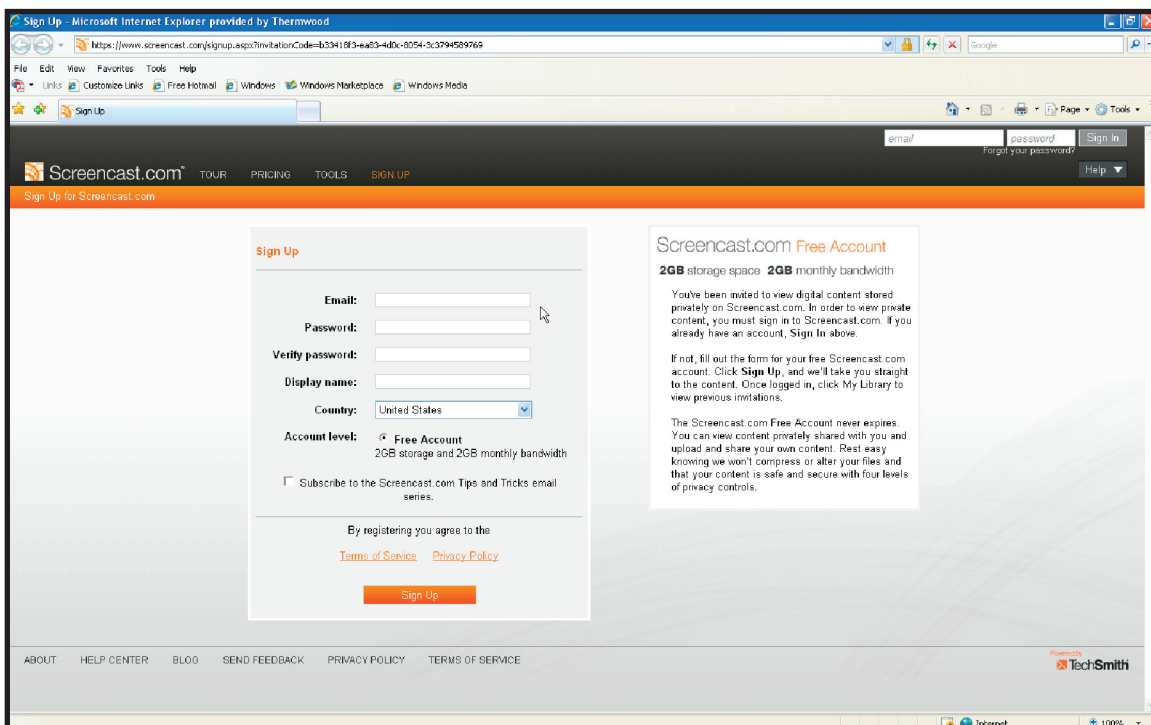 Sign Up - Microsoft Internet Explorer provided by Thermwood
https://www.screencast.com/signup.aspx?invitationCode=b33418f3-ea83-4d0c-8054-3c3794589769
Google
File Edit View Favorites Tools Help
Links Customize Links Free Hotmail Windows Windows Marketplace Windows Media
Sign Up
Page Tools
email password Sign In
Forgot your password?
Screencast.com™ TOUR PRICING TOOLS SIGN UP
Help
Sign Up for Screencast.com
Sign Up
Email:
Password:
Verify password:
Display name:
Country: United States
Account level: Free Account
2GB storage and 2GB monthly bandwidth
Subscribe to the Screencast.com Tips and Tricks email
series.
By registering you agree to the
Terms of Service Privacy Policy
Sign Up
Screencast.com Free Account
2GB storage space 2GB monthly bandwidth
You've been invited to view digital content stored
privately on Screencast.com. In order to view private
content, you must sign in to Screencast.com. If you
already have an account, Sign In above.
If not, fill out the form for your free Screencast.com
account. Click Sign Up, and we'll take you straight
to the content. Once logged in, click My Library to
view previous invitations.
The Screencast.com Free Account never expires.
You can view content privately shared with you and
upload and share your own content. Rest easy
knowing we won't compress or alter your files and
that your content is safe and secure with four levels
of privacy controls.
ABOUT HELP CENTER BLOG SEND FEEDBACK PRIVACY POLICY TERMS OF SERVICE
Powered by
TechSmith
Internet 100%